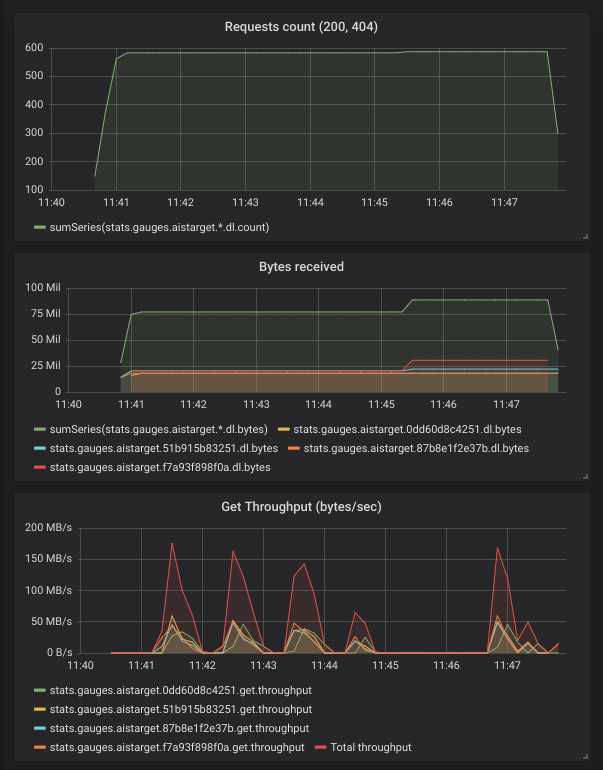 Requests count (200, 404)
600
500
400
300
200
100
11:40 11:41 11:42 11:43 11:44 11:45 11:46 11:47
sumSeries(stats.gauges.aistarget.*.dl.count)
Bytes received
100 Mil
75 Mil
50 Mil
25 Mil
0
11:40 11:41 11:42 11:43 11:44 11:45 11:46 11:47
sumSeries(stats.gauges.aistarget.*.dl.bytes) stats.gauges.aistarget.0dd60d8c4251.dl.bytes
stats.gauges.aistarget.51b915b83251.dl.bytes stats.gauges.aistarget.87b8e1f2e37b.dl.bytes
stats.gauges.aistarget.f7a93f898f0a.dl.bytes
Get Throughput (bytes/sec)
200 MB/s
150 MB/s
100 MB/s
50 MB/s
0 B/s
11:40 11:41 11:42 11:43 11:44 11:45 11:46 11:47
stats.gauges.aistarget.0dd60d8c4251.get.throughput
stats.gauges.aistarget.51b915b83251.get.throughput
stats.gauges.aistarget.87b8e1f2e37b.get.throughput
stats.gauges.aistarget.f7a93f898f0a.get.throughput Total throughput